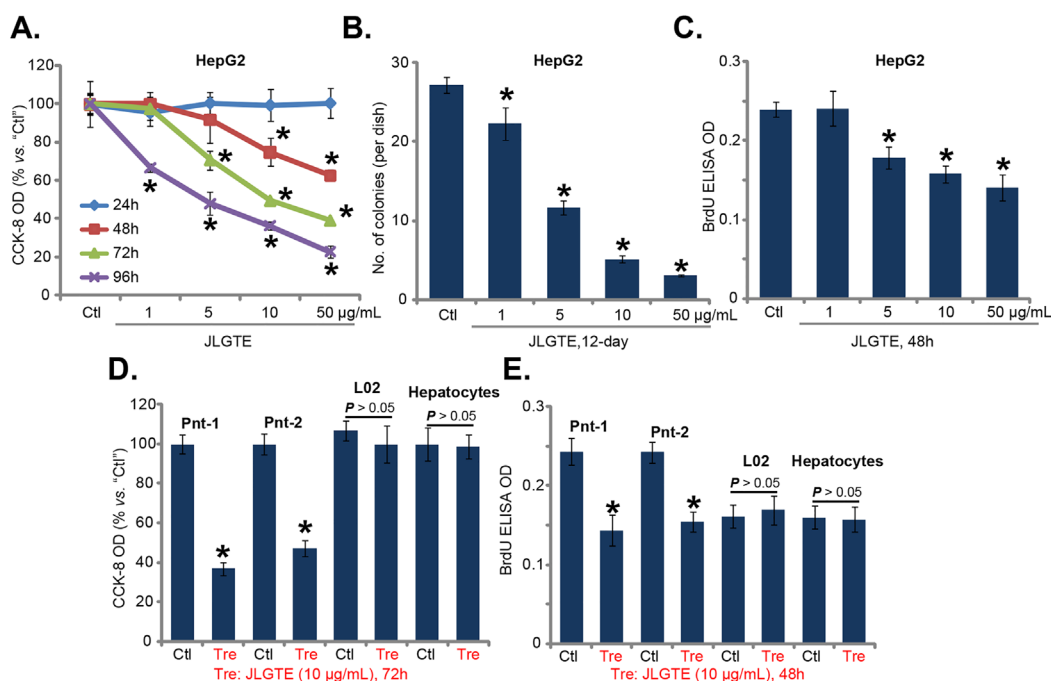 A.
HepG2
CCK-8 OD (% vs. “Ctl”)
120
100
80
60
40
20
0
24h
48h
72h
96h
* * * * * * * * *
Ctl 1 5 10 50 µg/mL
JLGTE
B.
HepG2
No. of colonies (per dish)
30
20
10
0
* * * *
Ctl 1 5 10 50 µg/mL
JLGTE,12-day
C.
HepG2
BrdU ELISA OD
0.3
0.2
0.1
0
* * *
Ctl 1 5 10 50 µg/mL
JLGTE, 48h
D.
CCK-8 OD (% vs. “Ctl”)
120
100
80
60
40
20
0
Pnt-1 Pnt-2 L02 Hepatocytes
P > 0.05 P > 0.05
* *
Ctl Tre Ctl Tre Ctl Tre Ctl Tre
Tre: JLGTE (10 µg/mL), 72h
E.
BrdU ELISA OD
0.3
0.2
0.1
0
Pnt-1 Pnt-2 L02 Hepatocytes
P > 0.05 P > 0.05
* *
Ctl Tre Ctl Tre Ctl Tre Ctl Tre
Tre: JLGTE (10 µg/mL), 48h